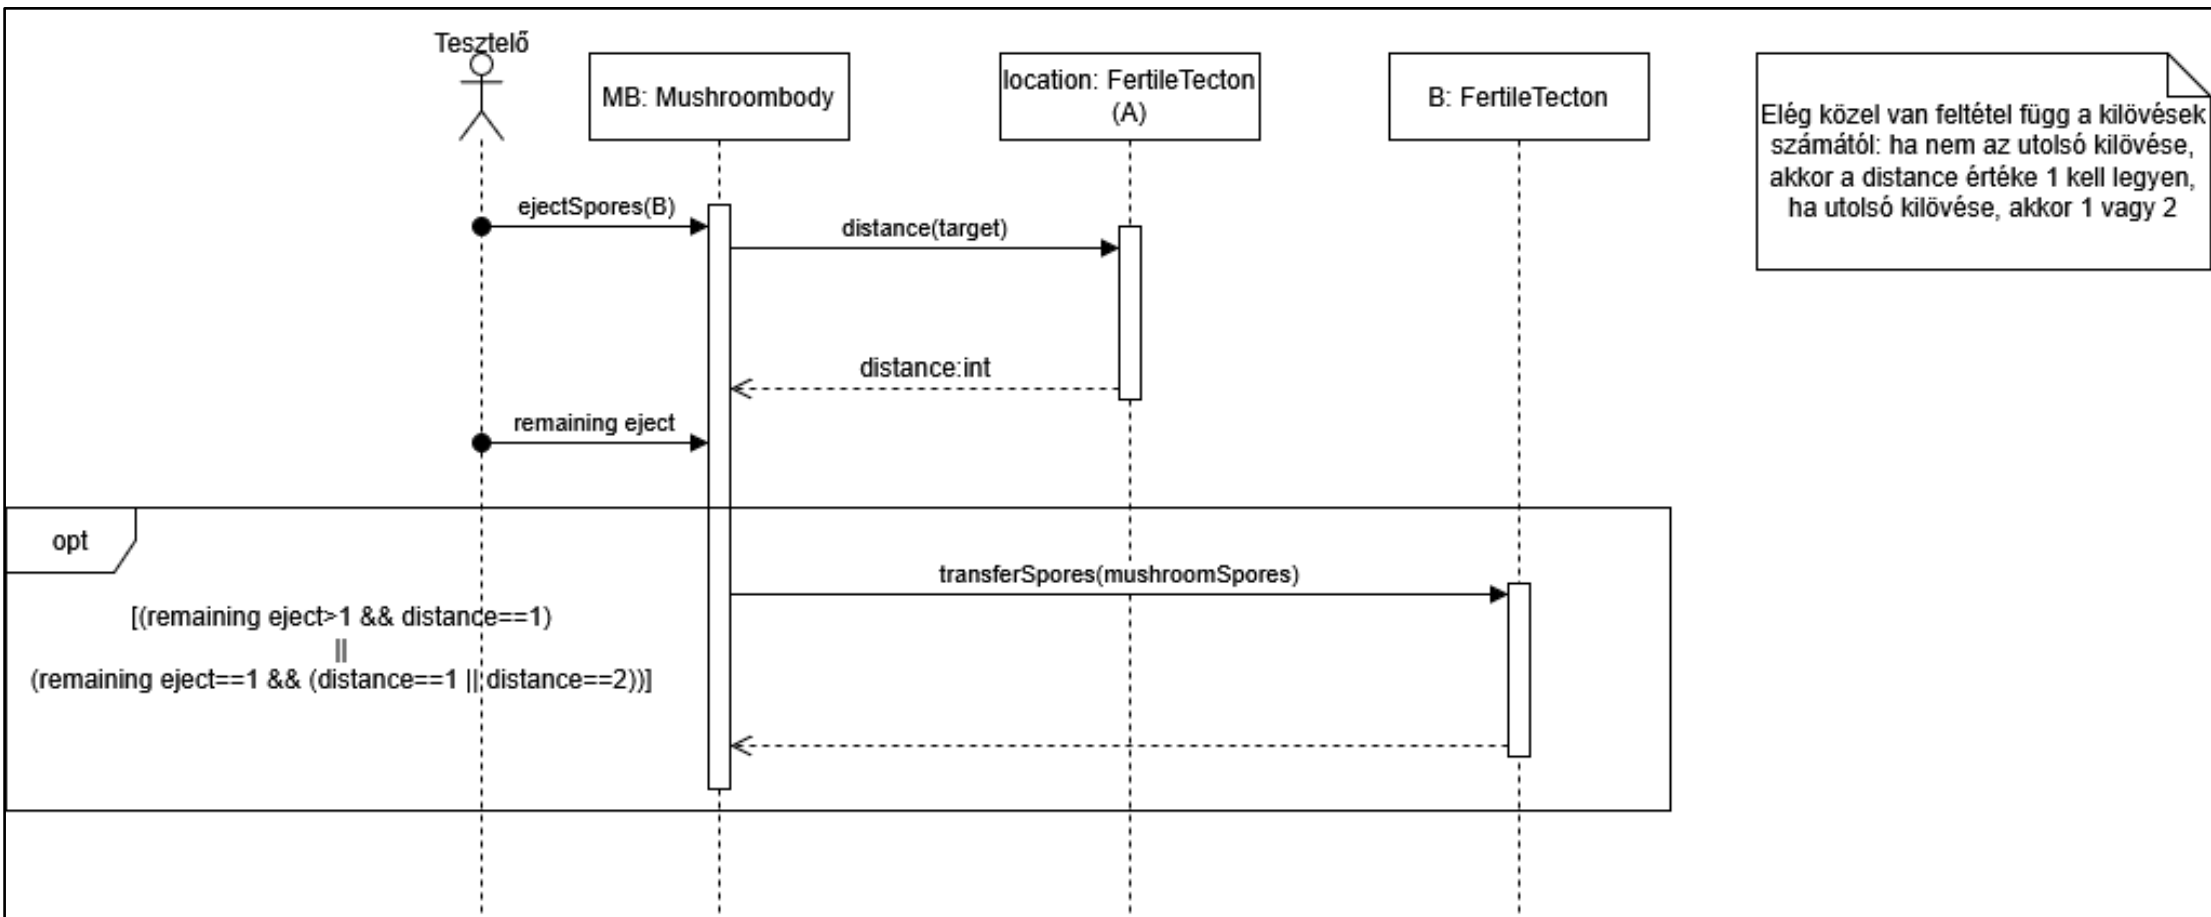 Tesztelő
MB: Mushroombody
location: FertileTecton
(A)
B: FertileTecton
Elég közel van feltétel függ a kilövések
számától: ha nem az utolsó kilövése,
akkor a distance értéke 1 kell legyen,
ha utolsó kilövése, akkor 1 vagy 2
ejectSpores(B)
distance(target)
distance:int
remaining eject
opt
transferSpores(mushroomSpores)
[(remaining eject>1 && distance==1)
||
(remaining eject==1 && (distance==1 || distance==2))]